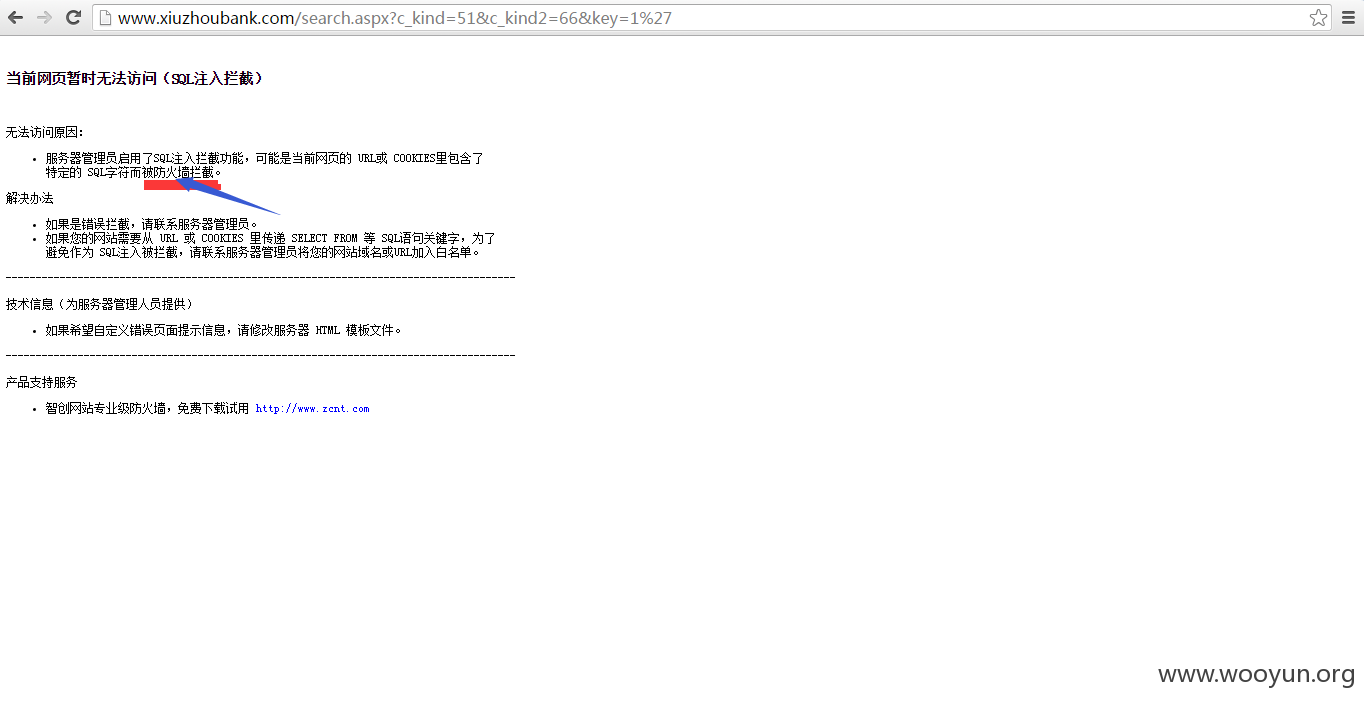 www.xiuzhoubank.com/search.aspx?c_kind=51&c_kind2=66&key=1%27
当前网页暂时无法访问（SQL注入拦截）
无法访问原因：
• 服务器管理员启用了SQL注入拦截功能，可能是当前网页的 URL或 COOKIES里包含了
特定的 SQL字符而被防火墙拦截。
解决办法
• 如果是错误拦截，请联系服务器管理员。
• 如果您的网站需要从 URL 或 COOKIES 里传递 SELECT FROM 等 SQL语句关键字，为了
避免作为 SQL注入被拦截，请联系服务器管理员将您的网站域名或URL加入白名单。
-------------------------------------------------------------------------------------
技术信息（为服务器管理人员提供）
• 如果希望自定义错误页面提示信息，请修改服务器 HTML 模板文件。
-------------------------------------------------------------------------------------
产品支持服务
• 智创网站专业级防火墙，免费下载试用 http://www.zcnt.com
www.wooyun.org